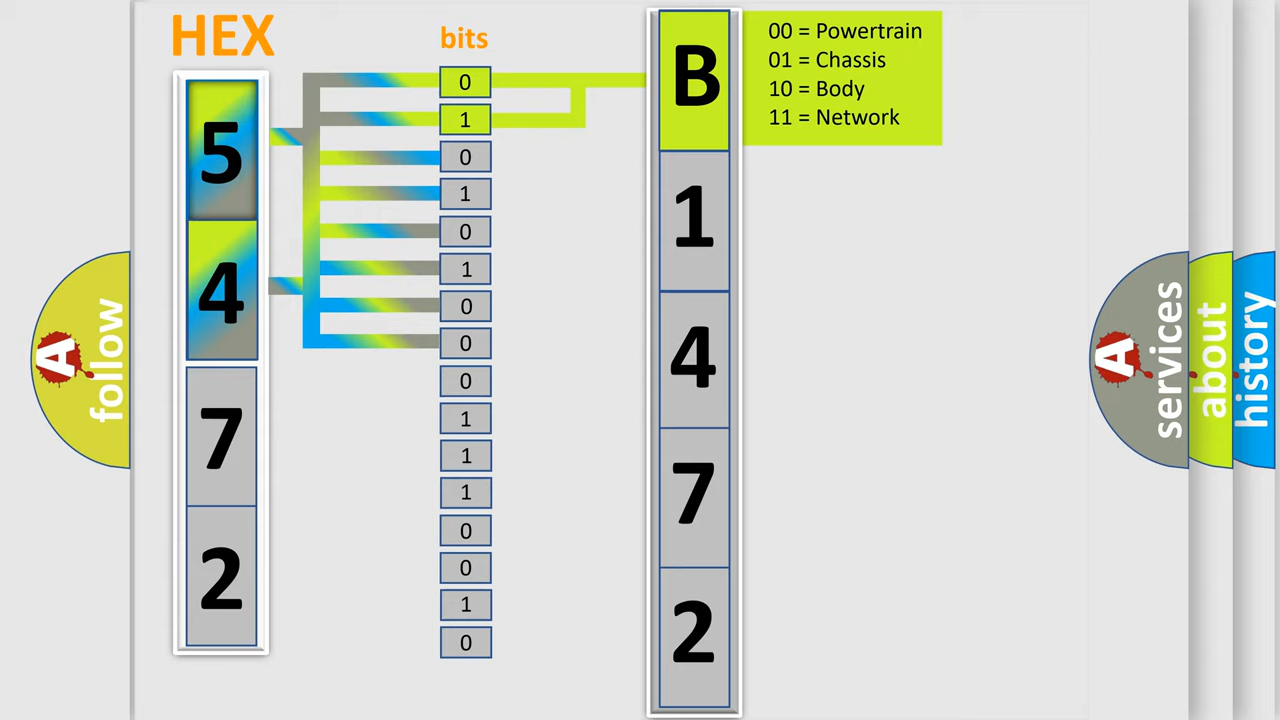 HEX
bits
5
4
7
2
0
1
0
1
0
1
0
0
0
1
1
1
0
0
1
0
B
1
4
7
2
00 = Powertrain
01 = Chassis
10 = Body
11 = Network
A
follow
A
services
about
history